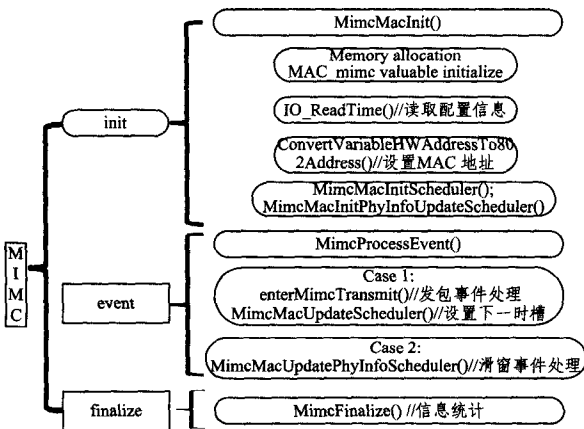 MimcMacInit()
Memory allocation
MAC_mimc valuable initialize
init
IO_ReadTime()//读取配置信息
ConvertVariableHWAddressTo80
2Address()//设置MAC 地址
MimcMacInitScheduler();
MimcMacInitPhyInfoUpdateScheduler()
M
I
M
C
MimcProcessEvent()
event
Case 1:
enterMimcTransmit()//发包事件处理
MimcMacUpdateScheduler()//设置下一时槽
Case 2:
MimcMacUpdatePhyInfoScheduler()//滑窗事件处理
finalize
MimcFinalize() //信息统计